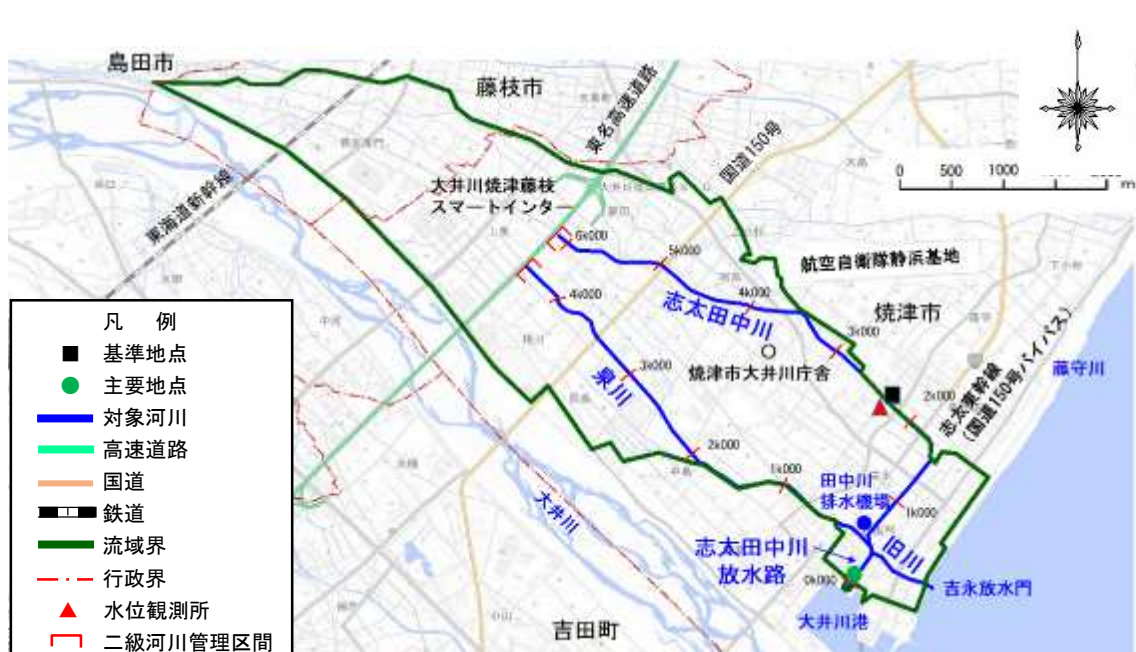 島田市
藤枝市
東名高速道路
国道150号
0 500 1000
m
大井川焼津藤枝
スマートインター
東海道新幹線
6k000
5k000
4k000
航空自衛隊静浜基地
志太田中川
焼津市
3k000
4k000
泉川
3k000
焼津市大井川庁舎
2k000
志太東幹線
(国道150号バイパス)
藤守川
2k000
中島
1k000
田中川
排水機場
1k000
大井川
志太田中川
放水路
旧川
0k000
吉永放水門
大井川港
吉田町
凡 例
基準地点
主要地点
対象河川
高速道路
国道
鉄道
流域界
行政界
水位観測所
二級河川管理区間